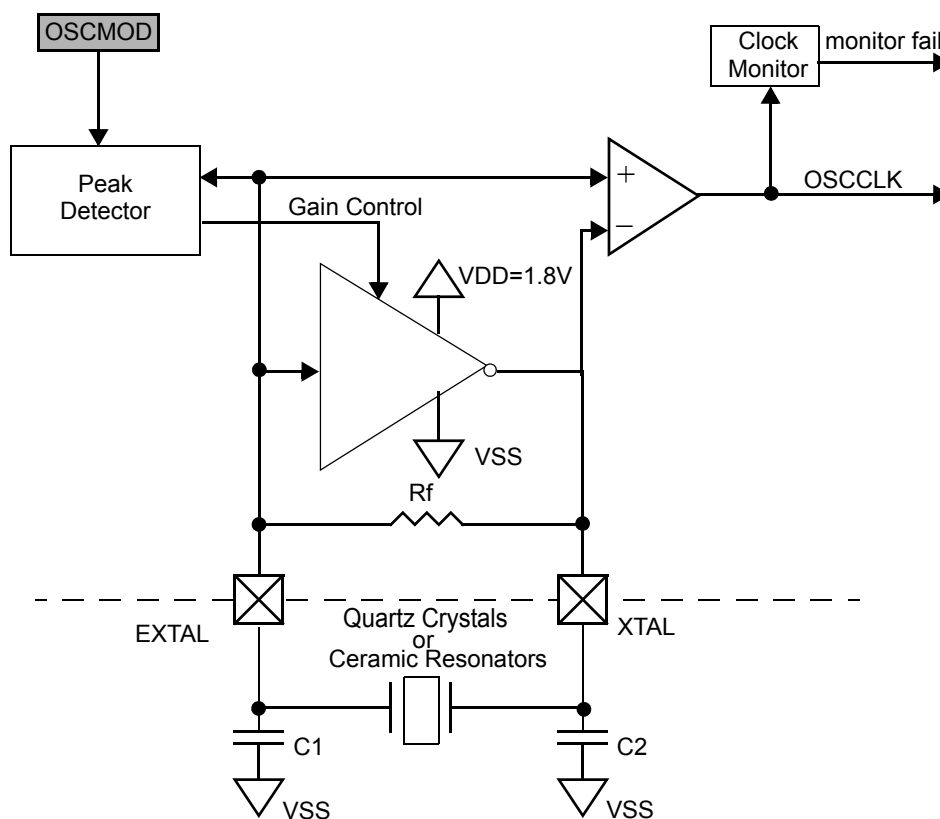 OSCMOD
Clock
Monitor
monitor fail
Peak
Detector
+
−
OSCCLK
Gain Control
VDD=1.8V
VSS
Rf
EXTAL
Quartz Crystals
or
Ceramic Resonators
XTAL
C1
C2
VSS
VSS